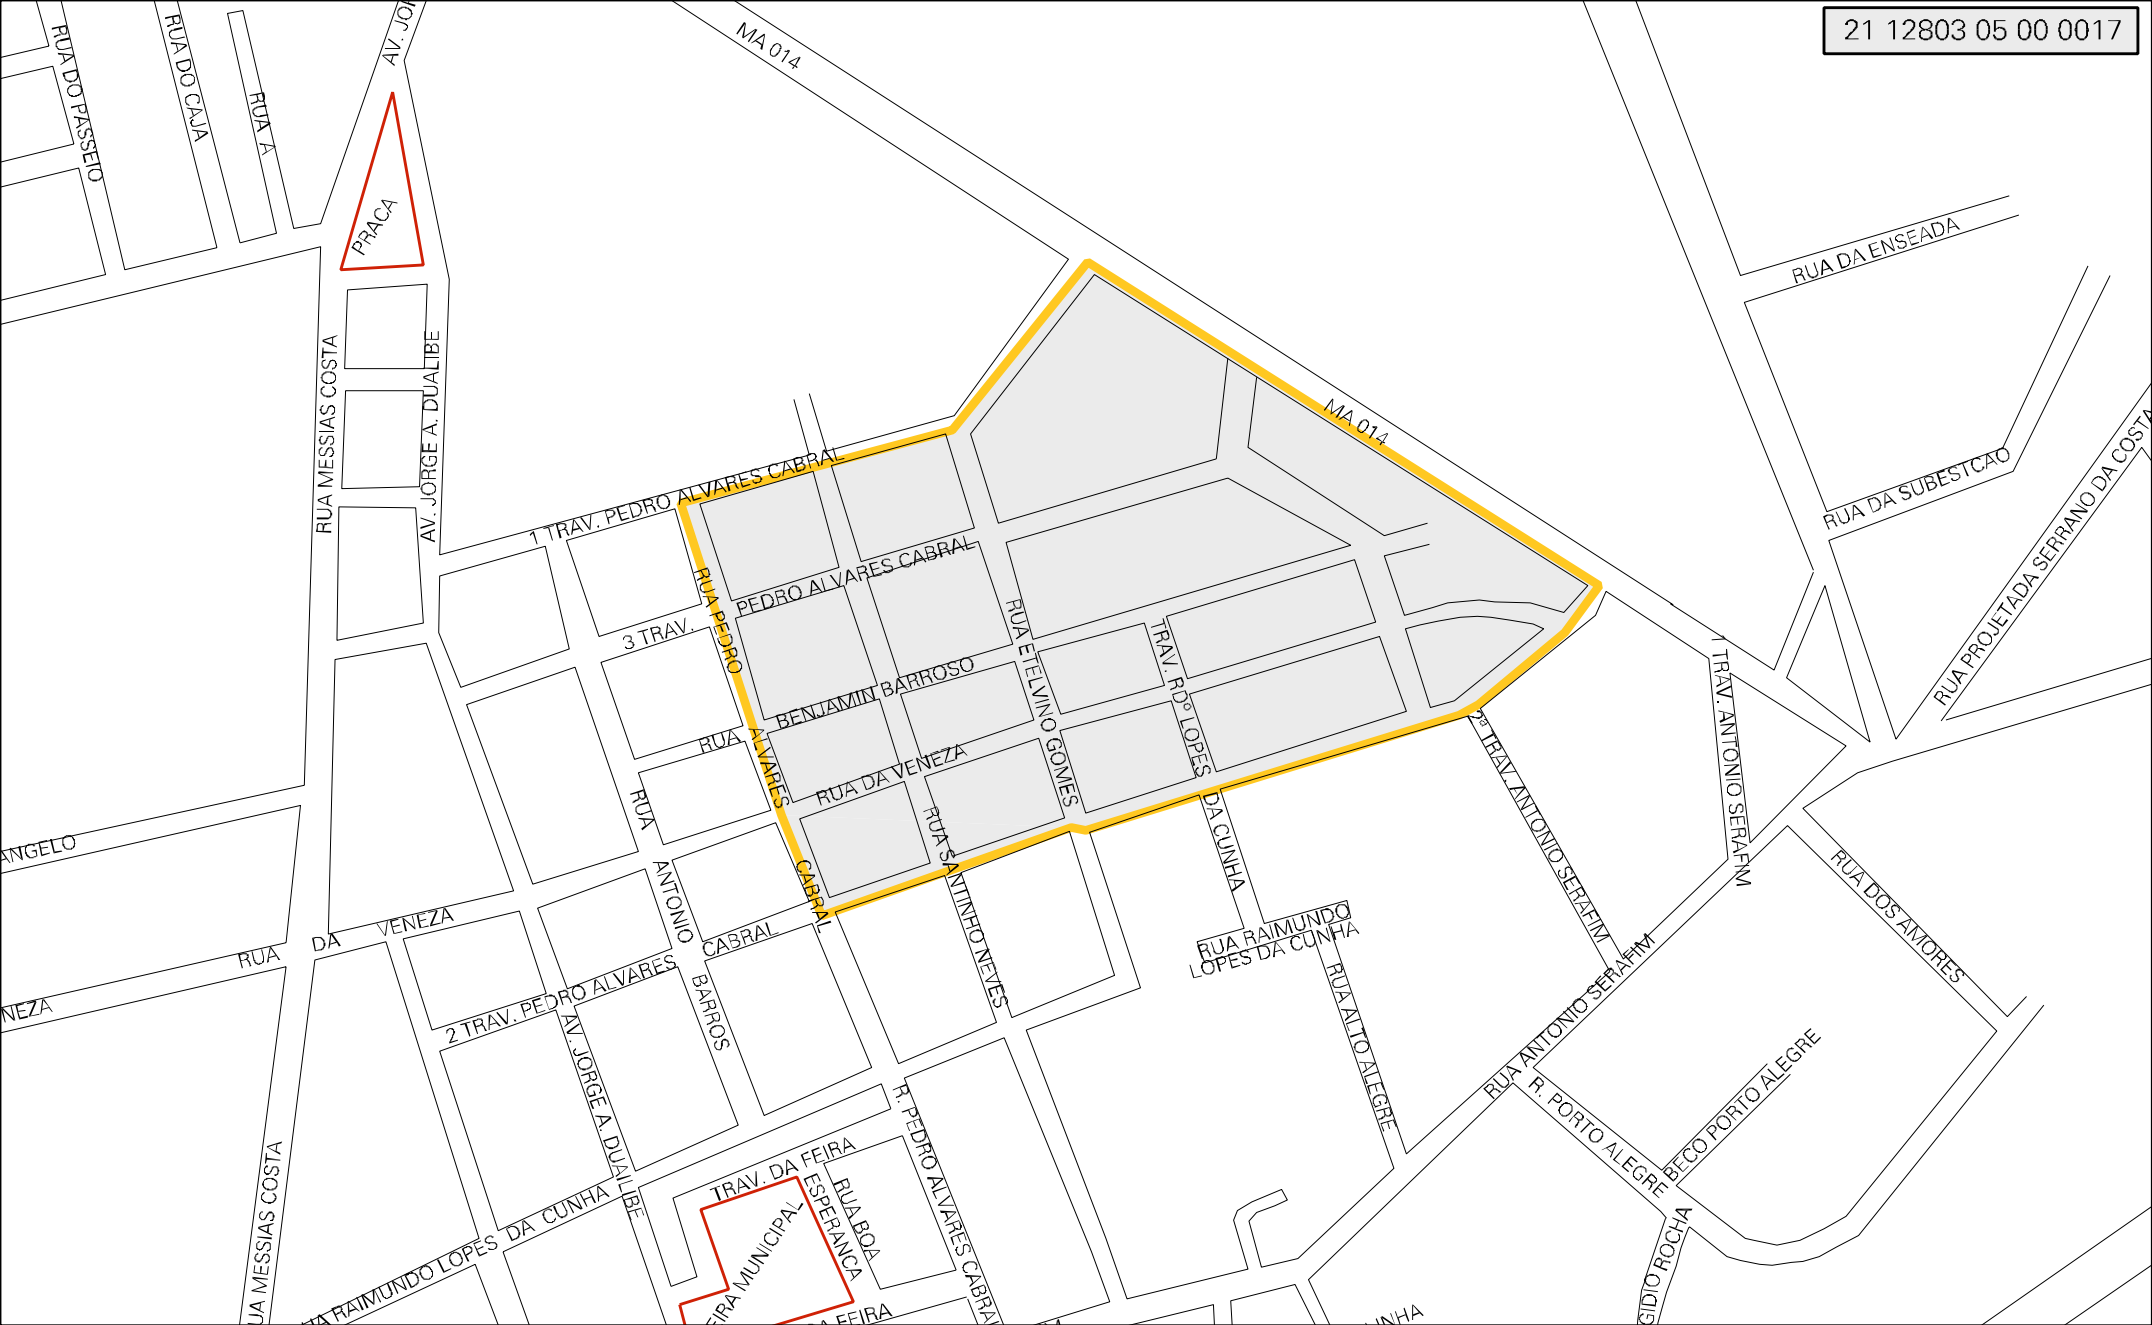 21 12803 05 00 0017
RUA DO PASSEIO
RUA DO CAJA
RUA A
MA 014
PRACA
RUA DA ENSEADA
RUA MESSIAS COSTA
AV. JORGE A. DUALIBE
MA 014
1 TRAV. PEDRO ALVARES CABRAL
RUA DA SUBESTCAO
RUA PROJETADA SERRANO DA COSTA
3 TRAV. PEDRO ALVARES CABRAL
RUA PEDRO ALVARES CABRAL
RUA ETELVINO GOMES
TRAV. RDº LOPES DA CUNHA
RUA BENJAMIN BARROSO
1 TRAV. ANTONIO SERAFIM
2ª TRAV. ANTONIO SERAFIM
RUA DA VENEZA
RUA ANTONIO BARROS
RUA SANTINHO NEVES
ANGELO
RUA DOS AMORES
RUA DA VENEZA
NEZA
2 TRAV. PEDRO ALVARES CABRAL
RUA RAIMUNDO
LOPES DA CUNHA
RUA ALTO ALEGRE
RUA ANTONIO SERAFIM
AV. JORGE A. DUAILIBE
R. PORTO ALEGRE
BECO PORTO ALEGRE
R. PEDRO ALVARES CABRAL
TRAV. DA FEIRA
RUA BOA
ESPERANCA
UA MESSIAS COSTA
UA RAIMUNDO LOPES DA CUNHA
EIRA MUNICIPAL
DA FEIRA
GIDIO ROCHA
UNHA